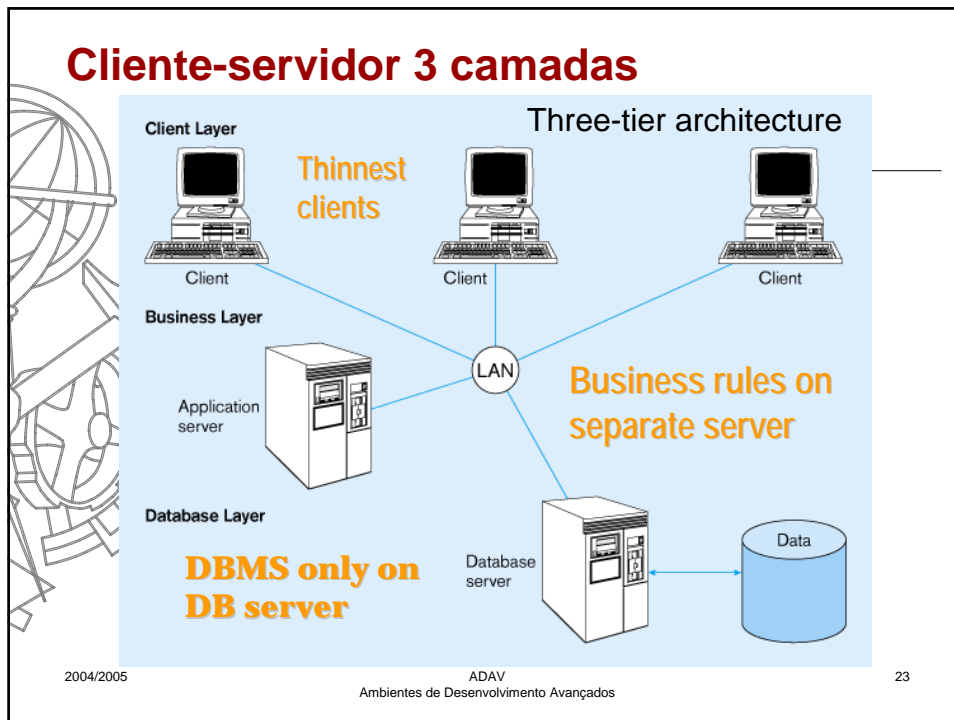 Cliente-servidor 3 camadas
Three-tier architecture
Client Layer
Thinnest
clients
Client
Client
Client
Business Layer
LAN
Application
server
Business rules on
separate server
Database Layer
DBMS only on
DB server
Database
server
Data
2004/2005
ADAV
Ambientes de Desenvolvimento Avançados
23